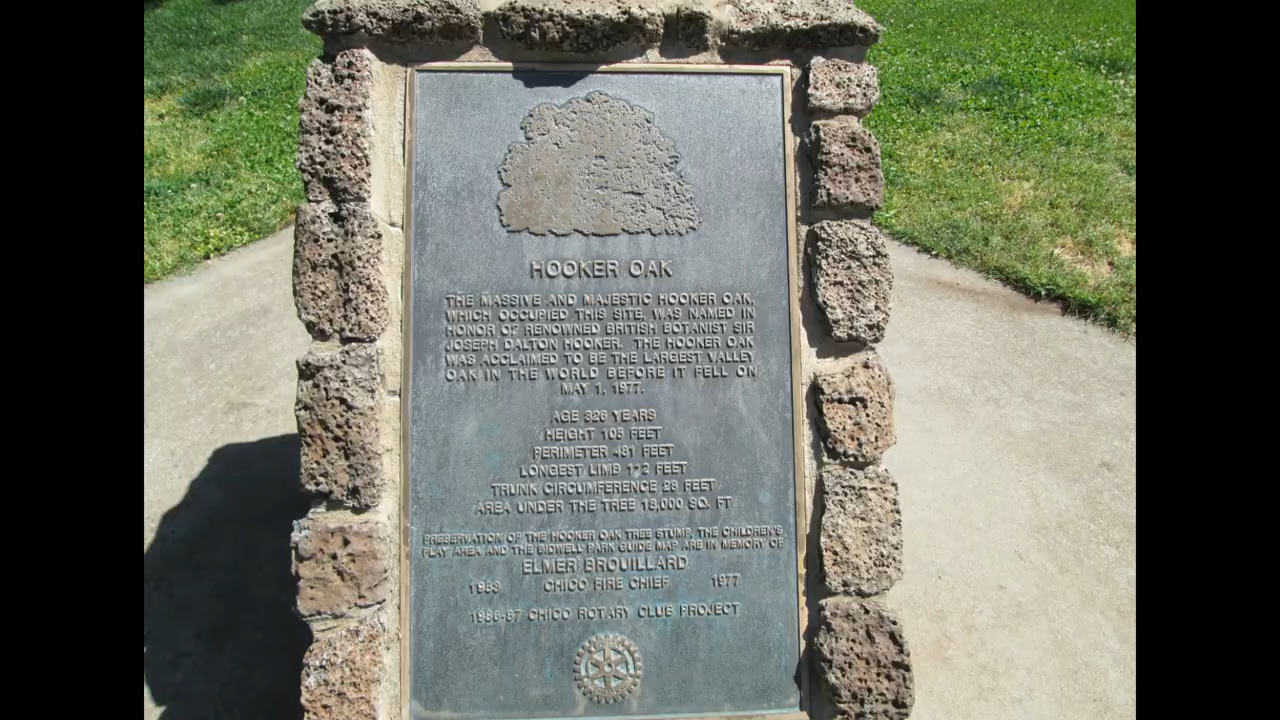 HOOKER OAK
THE MASSIVE AND MAJESTIC HOOKER OAK,
WHICH OCCUPIED THIS SITE, WAS NAMED IN
HONOR OF RENOWNED BRITISH BOTANIST SIR
JOSEPH DALTON HOOKER. THE HOOKER OAK
WAS ACCLAIMED TO BE THE LARGEST VALLEY
OAK IN THE WORLD BEFORE IT FELL ON
MAY 1, 1977.
AGE 326 YEARS
HEIGHT 105 FEET
PERIMETER 481 FEET
LONGEST LIMB FEET
TRUNK CIRCUMFERENCE 28 FEET
AREA UNDER THE TREE 18,000 SQ. FT
PRESERVATION OF THE HOOKER OAK TREE STUMP, THE CHILDREN'S
PLAY AREA AND THE BIDWELL PARK GUIDE MAP ARE IN MEMORY OF
ELMER BROUILLARD
CHICO FIRE CHIEF 1977
1986-87 CHICO ROTARY CLUB PROJECT